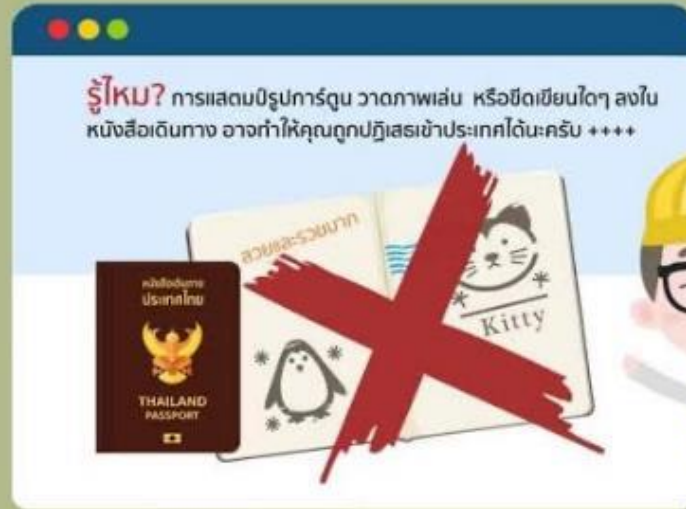 รู้ไหม? การแสตมป์รูปการ์ตูน วาดภาพเล่น หรือขีดเขียนใดๆ ลงใน
หนังสือเดินทาง อาจทำให้คุณถูกปฏิเสธเข้าประเทศได้นะครับ ++++
สวยและรวยมาก
Kitty
หนังสือเดินทาง
ประเทศไทย
THAILAND
PASSPORT